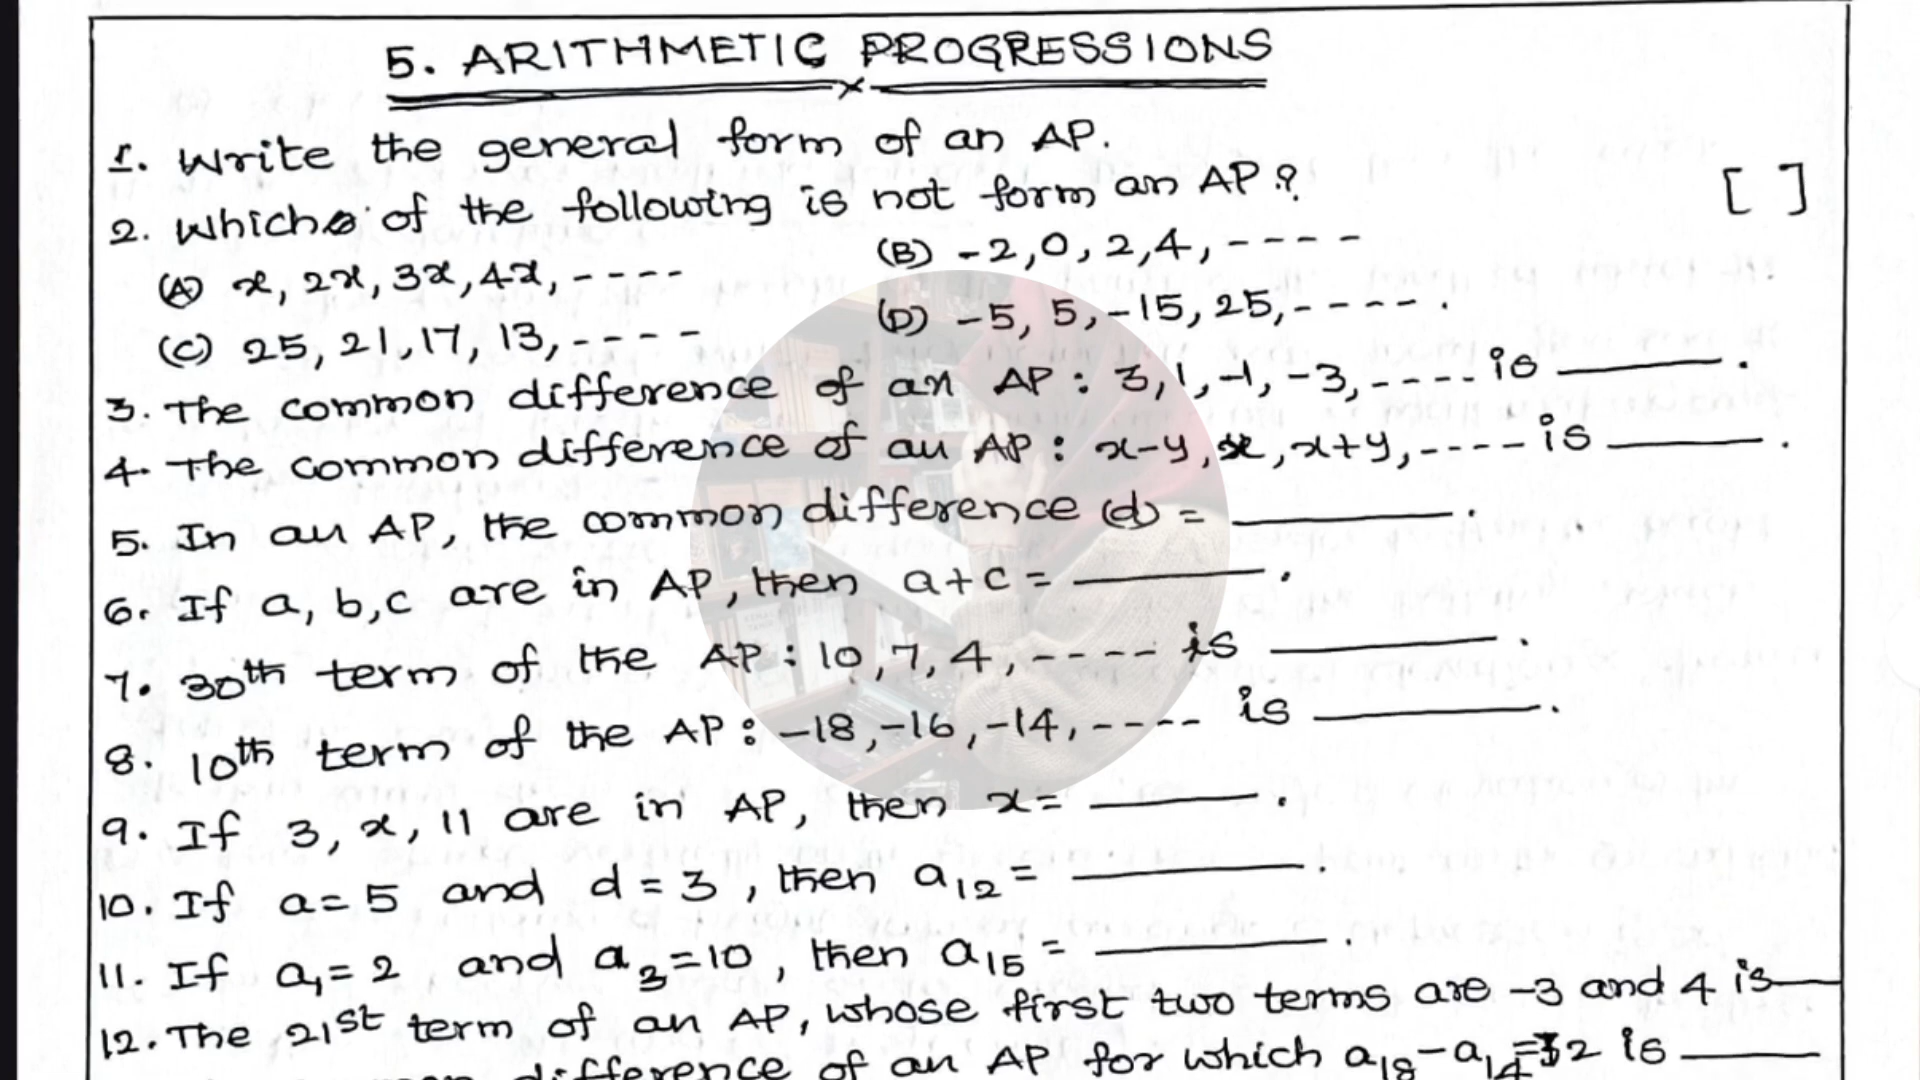 5. ARITHMETIC PROGRESSIONS
1. Write the general form of an AP.
2. Which of the following is not form an AP? [ ]
(A) x, 2x, 3x, 4x, ---- (B) -2, 0, 2, 4, ----
(C) 25, 21, 17, 13, ---- (D) -5, 5, -15, 25, ---- .
3. The common difference of an AP : 3, 1, -1, -3, ---- is ______ .
4. The common difference of an AP : x-y, x, x+y, ---- is ______ .
5. In an AP, the common difference (d) = ______ .
6. If a, b, c are in AP, then a+c = ______ .
7. 30th term of the AP : 10, 7, 4, ---- is ______ .
8. 10th term of the AP : -18, -16, -14, ---- is ______ .
9. If 3, x, 11 are in AP, then x = ______ .
10. If a = 5 and d = 3, then a12 = ______ .
11. If a1 = 2 and a3 = 10, then a15 = ______ .
12. The 21st term of an AP, whose first two terms are -3 and 4 is ___
difference of an AP for which a18 - a14 = 32 is ______